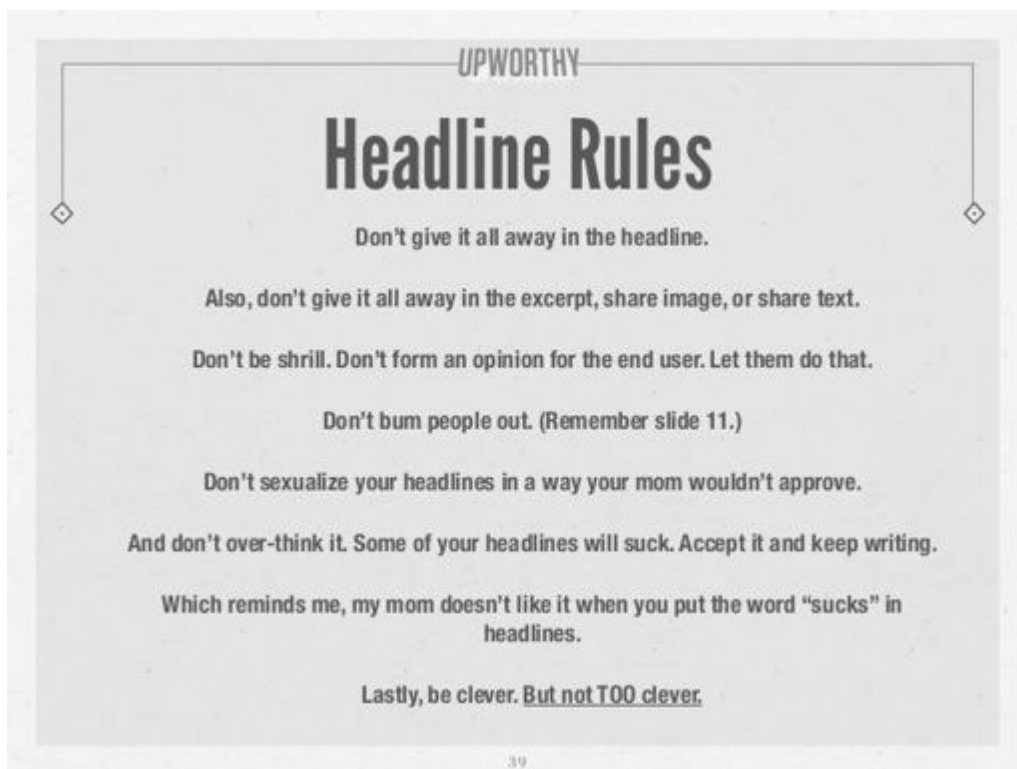 UPWORTHY
Headline Rules
Don't give it all away in the headline.
Also, don't give it all away in the excerpt, share image, or share text.
Don't be shrill. Don't form an opinion for the end user. Let them do that.
Don't bum people out. (Remember slide 11.)
Don't sexualize your headlines in a way your mom wouldn't approve.
And don't over-think it. Some of your headlines will suck. Accept it and keep writing.
Which reminds me, my mom doesn't like it when you put the word “sucks” in
headlines.
Lastly, be clever. But not TOO clever.
39